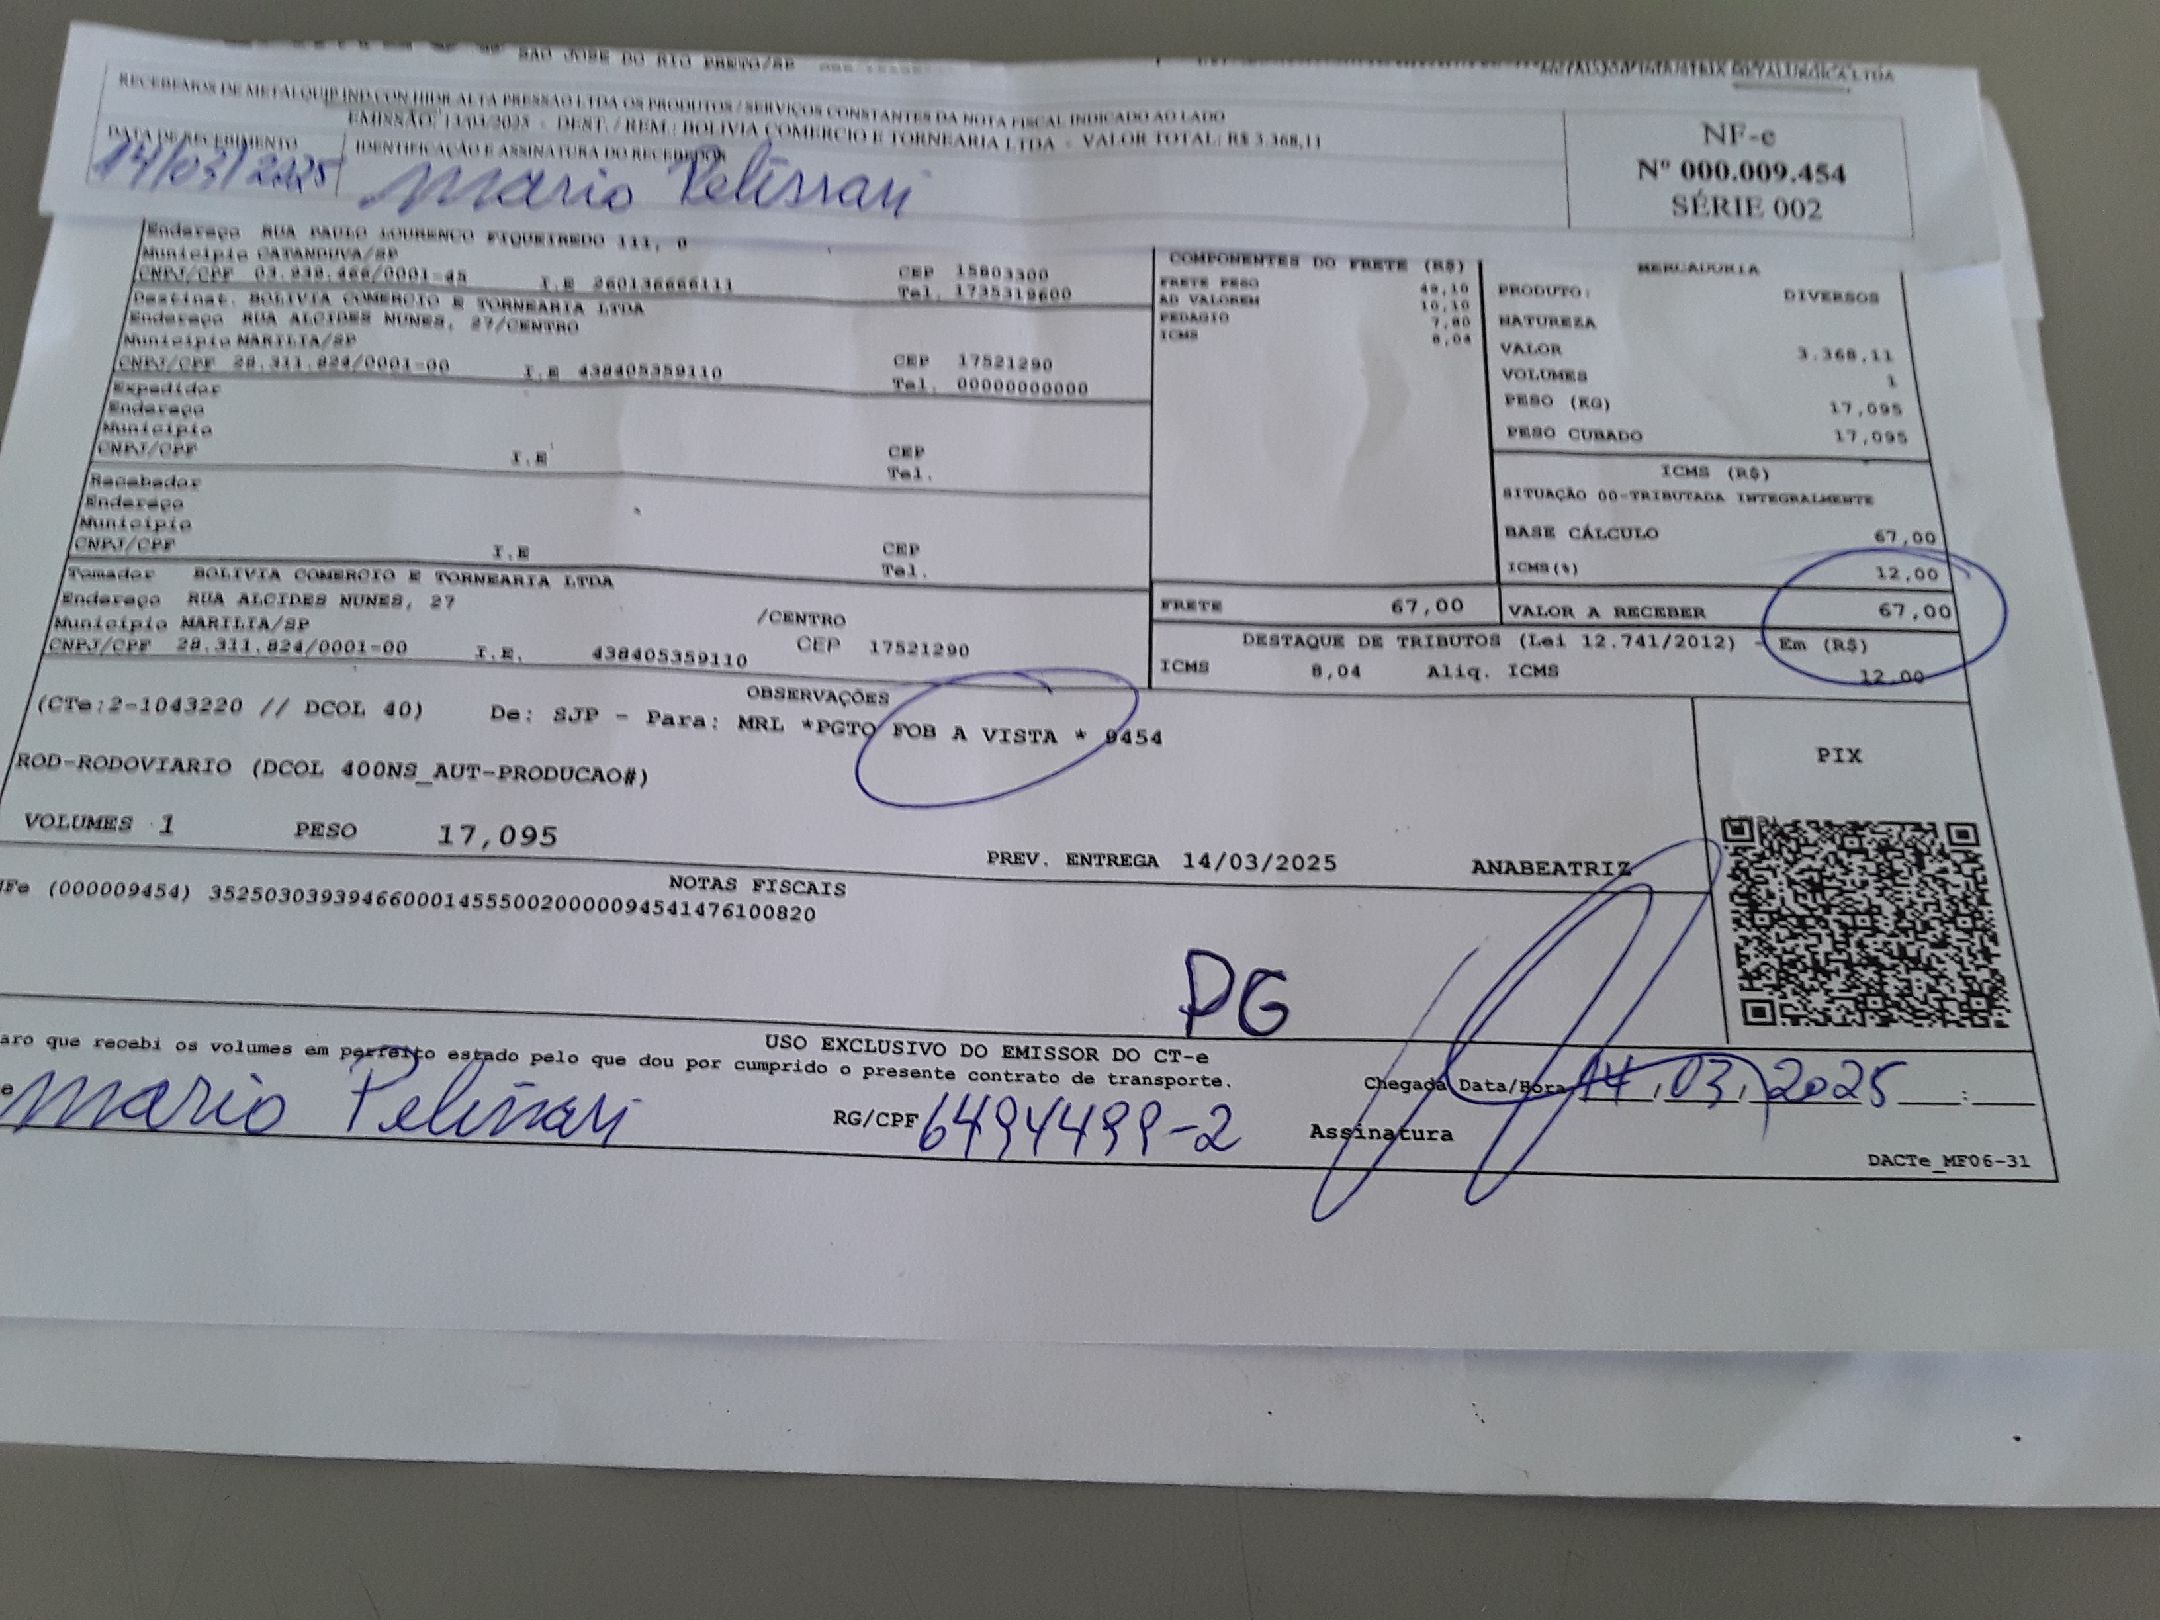 SAO JOSE DO RIO PRETO/SP
METALURGICA LTDA
RECEBEMOS DE METALQUIP IND.CON HIDR ALTA PRESSÃO LTDA OS PRODUTOS / SERVIÇOS CONSTANTES DA NOTA FISCAL INDICADO AO LADO
EMISSÃO: 13/03/2025 - DEST. / REM.: BOLIVIA COMERCIO E TORNEARIA LTDA - VALOR TOTAL: R$ 3.368,11
DATA DE RECEBIMENTO
IDENTIFICAÇÃO E ASSINATURA DO RECEBEDOR
14/03/2025 Mario Pelissari
NF-e
Nº 000.009.454
SÉRIE 002
Endereço RUA PAULO LOURENCO FIQUEIREDO 111, 0
Município CATANDUVA/SP CEP 15803300
CNPJ/CPF 03.939.466/0001-45 I.E 260136666111 Tel. 1735319600
Destinat. BOLIVIA COMERCIO E TORNEARIA LTDA
Endereço RUA ALCIDES NUNES, 27/CENTRO
Município MARILIA/SP CEP 17521290
CNPJ/CPF 28.311.824/0001-00 I.E 438405359110 Tel. 00000000000
Expedidor
Endereço
Município CEP
CNPJ/CPF I.E Tel.
Recebedor
Endereço
Município CEP
CNPJ/CPF I.E Tel.
Tomador BOLIVIA COMERCIO E TORNEARIA LTDA
Endereço RUA ALCIDES NUNES, 27 /CENTRO
Município MARILIA/SP CEP 17521290
CNPJ/CPF 28.311.824/0001-00 I.E. 438405359110
COMPONENTES DO FRETE (R$)
FRETE PESO
AD VALOREM 10,10
PEDAGIO 7,80
ICMS 8,04
MERCADORIA
PRODUTO: DIVERSOS
NATUREZA
VALOR 3.368,11
VOLUMES 1
PESO (KG) 17,095
PESO CUBADO 17,095
ICMS (R$)
SITUAÇÃO 00-TRIBUTADA INTEGRALMENTE
BASE CÁLCULO 67,00
ICMS(%) 12,00
FRETE 67,00 VALOR A RECEBER 67,00
DESTAQUE DE TRIBUTOS (Lei 12.741/2012) - Em (R$)
ICMS 8,04 Aliq. ICMS 12,00
OBSERVAÇÕES
(CTe:2-1043220 // DCOL 40) De: SJP - Para: MRL *PGTO FOB A VISTA * 9454
ROD-RODOVIARIO (DCOL 400NS_AUT-PRODUCAO#)
VOLUMES 1 PESO 17,095
PREV. ENTREGA 14/03/2025 ANABEATRIZ
PIX
NOTAS FISCAIS
NFe (000009454) 35250303939466000145550020000094541476100820
PG
USO EXCLUSIVO DO EMISSOR DO CT-e
aro que recebi os volumes em perfeito estado pelo que dou por cumprido o presente contrato de transporte.
e Mario Pelissari RG/CPF 6494499-2
Chegada Data/Hora 14.03.2025 __:__
Assinatura
DACTe_MF06-31